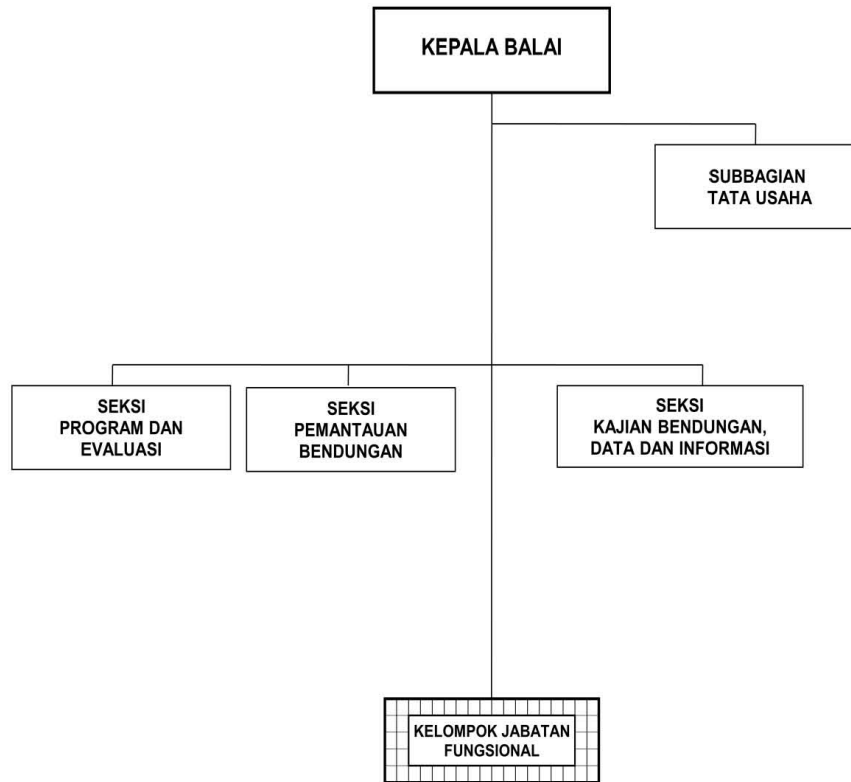 KEPALA BALAI
SUBBAGIAN
TATA USAHA
SEKSI
PROGRAM DAN
EVALUASI
SEKSI
PEMANTAUAN
BENDUNGAN
SEKSI
KAJIAN BENDUNGAN,
DATA DAN INFORMASI
KELOMPOK JABATAN
FUNGSIONAL